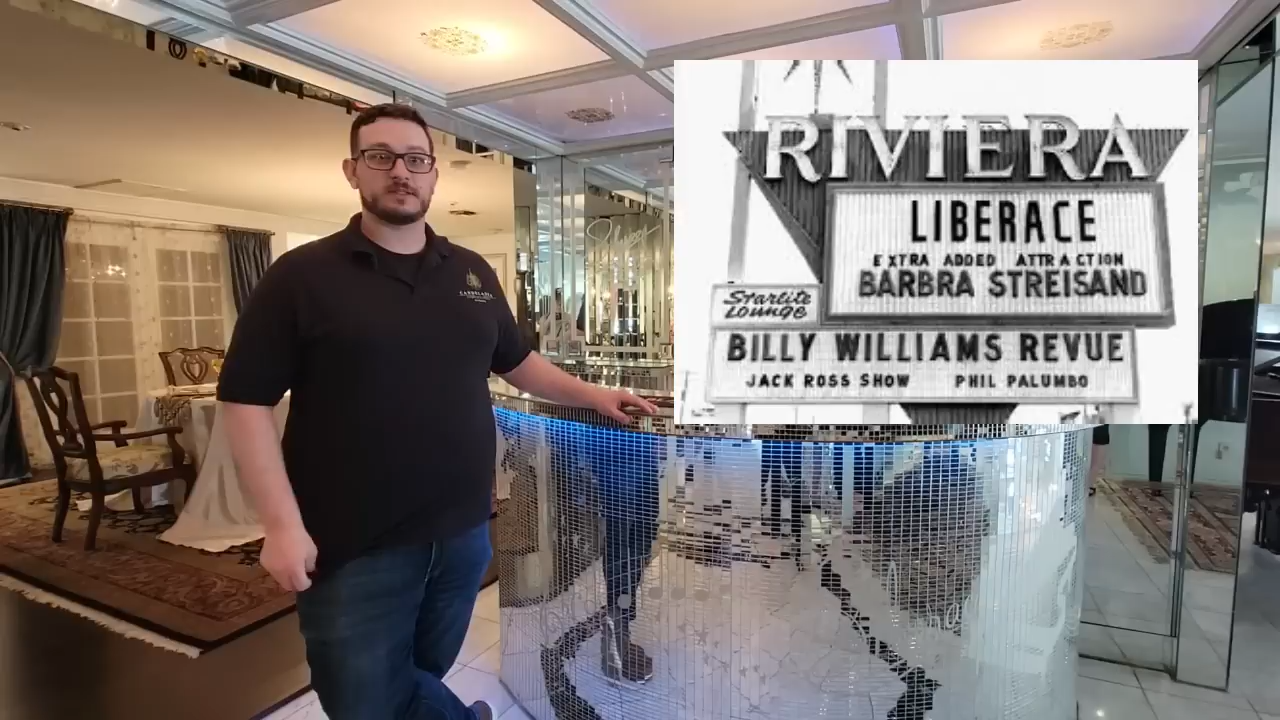 RIVIERA
LIBERACE
EXTRA ADDED ATTRACTION
BARBRA STREISAND
Starlite
Lounge
BILLY WILLIAMS REVUE
JACK ROSS SHOW PHIL PALUMBO